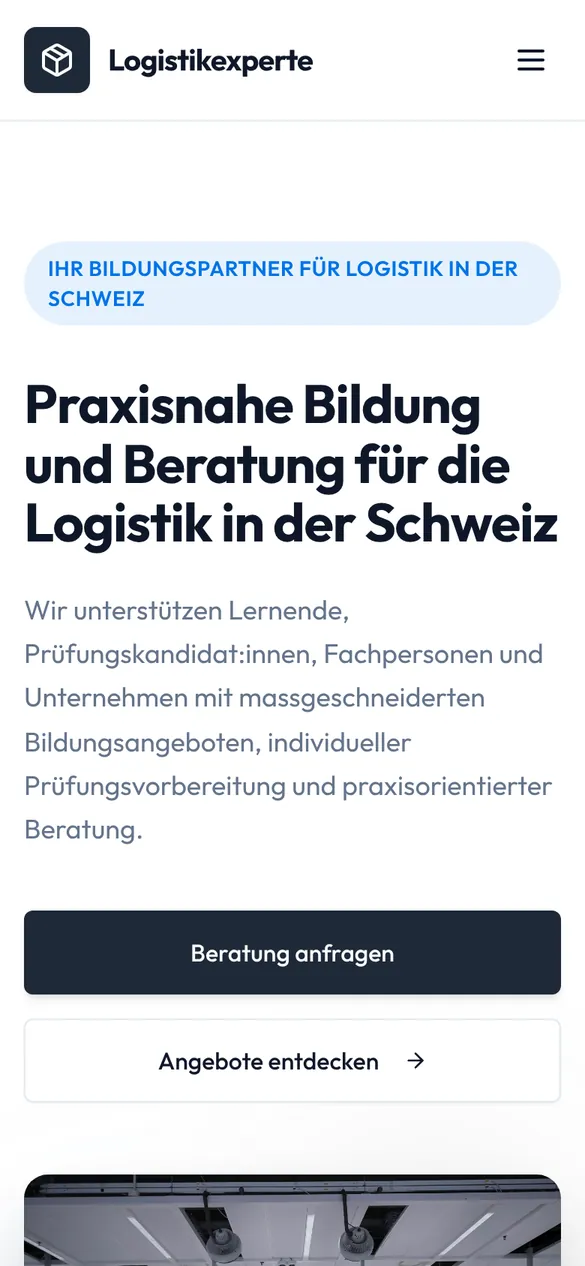 Logistikexperte
IHR BILDUNGSPARTNER FÜR LOGISTIK IN DER
SCHWEIZ
Praxisnahe Bildung
und Beratung für die
Logistik in der Schweiz
Wir unterstützen Lernende,
Prüfungskandidat:innen, Fachpersonen und
Unternehmen mit massgeschneiderten
Bildungsangeboten, individueller
Prüfungsvorbereitung und praxisorientierter
Beratung.
Beratung anfragen
Angebote entdecken →